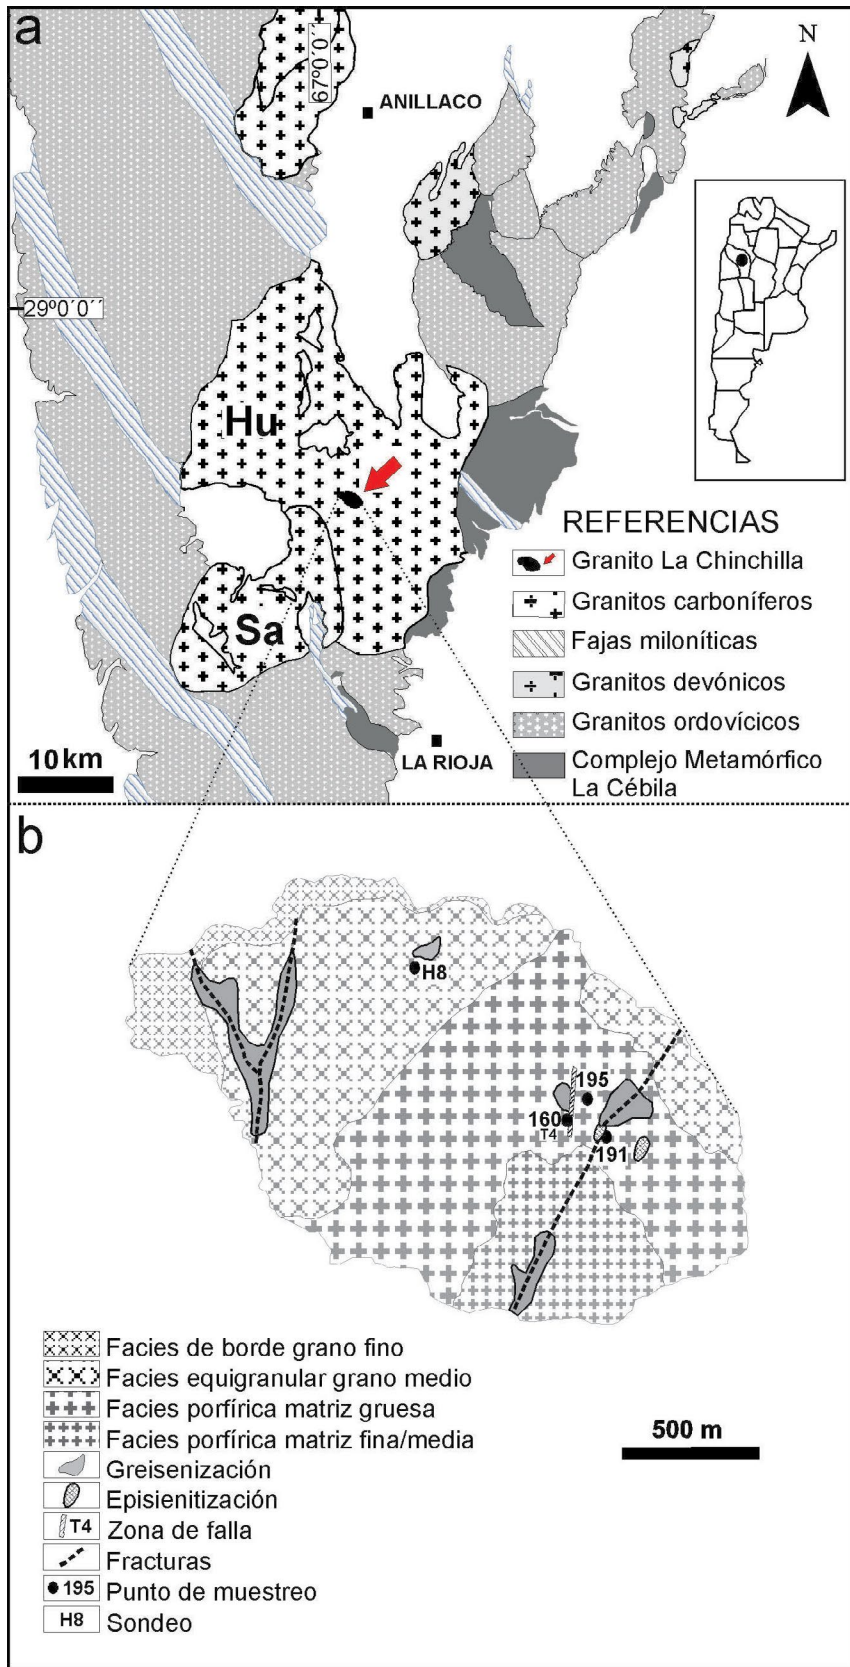 a
67º0´0´´
N
ANILLACO
29º0´0´´
Hu
Sa
10 km
LA RIOJA
REFERENCIAS
Granito La Chinchilla
Granitos carboníferos
Fajas miloníticas
Granitos devónicos
Granitos ordovícicos
Complejo Metamórfico
La Cébila
b
H8
195
160
T4
191
Facies de borde grano fino
Facies equigranular grano medio
Facies porfírica matriz gruesa
Facies porfírica matriz fina/media
Greisenización
Episienitización
T4 Zona de falla
Fracturas
195 Punto de muestreo
H8 Sondeo
500 m